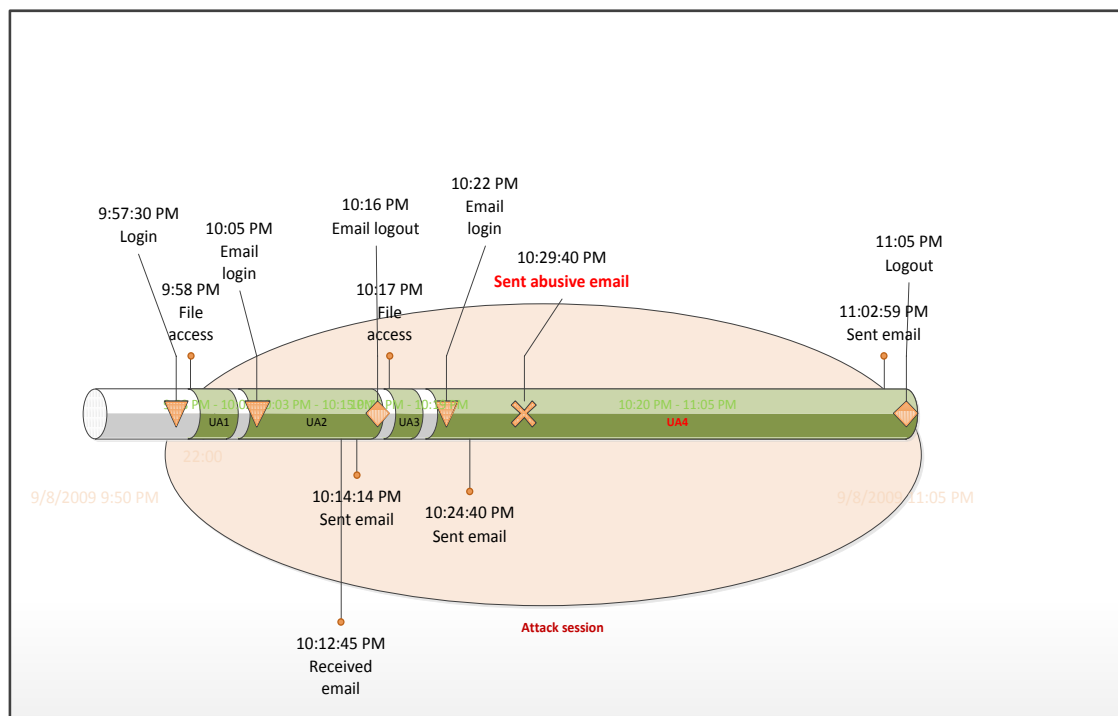 9:57:30 PM
Login
10:05 PM
Email
login
10:16 PM
Email logout
10:22 PM
Email
login
10:29:40 PM
Sent abusive email
11:05 PM
Logout
9:58 PM
File
access
10:17 PM
File
access
11:02:59 PM
Sent email
10:20 PM - 11:05 PM
UA1
UA2
UA3
UA4
22:00
9/8/2009 9:50 PM
9/8/2009 11:05 PM
10:14:14 PM
Sent email
10:24:40 PM
Sent email
Attack session
10:12:45 PM
Received
email